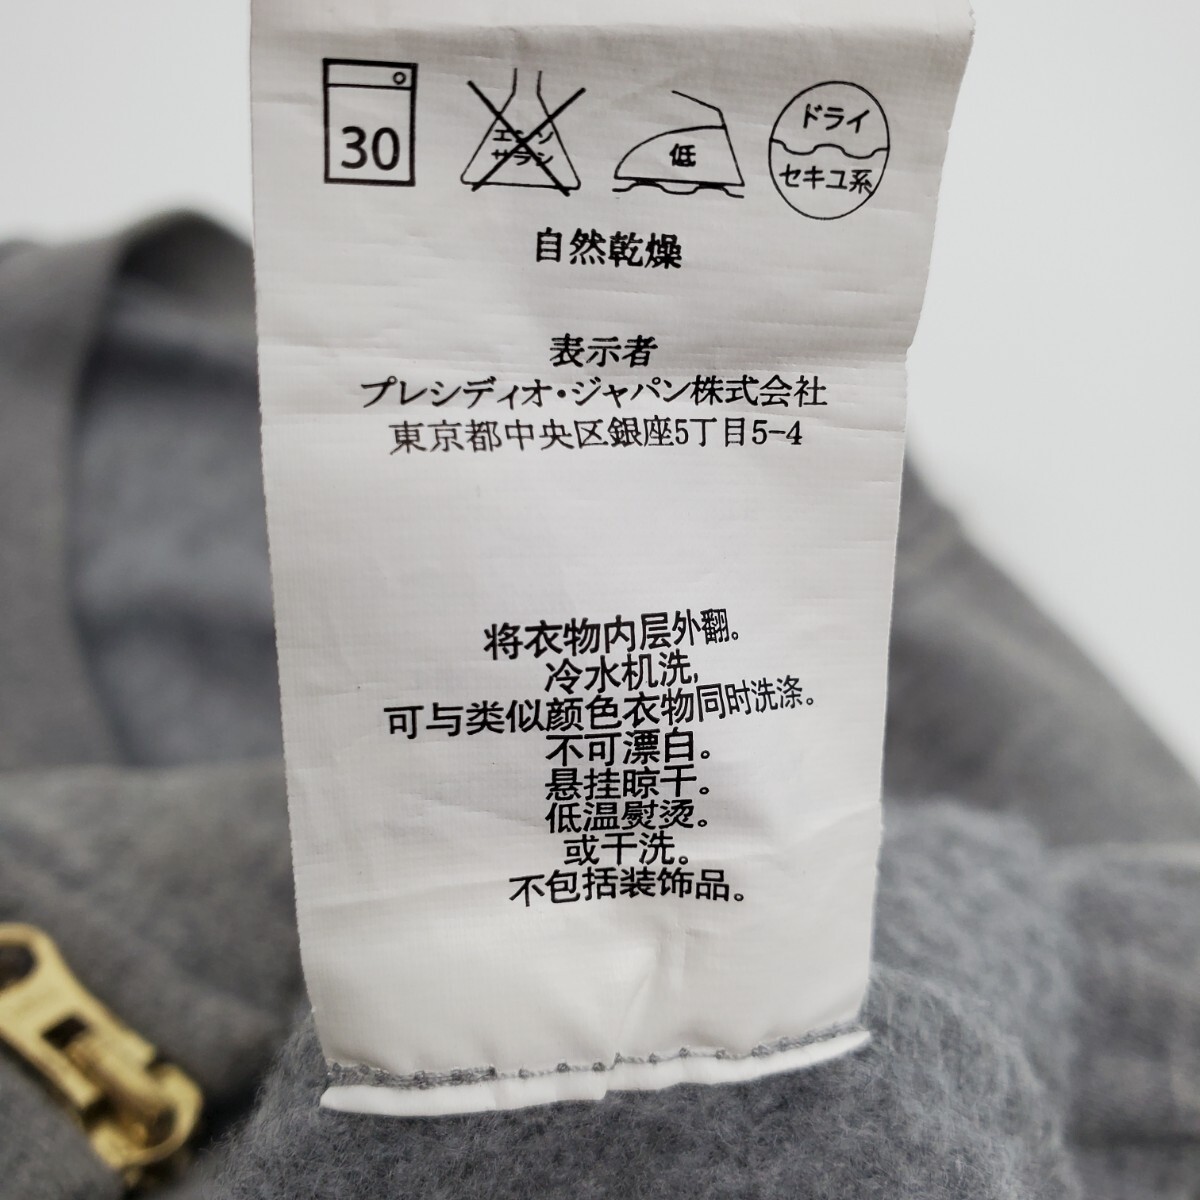 30
エンソ
サラシ
低
ドライ
セキユ系
自然乾燥
表示者
プレシディオ・ジャパン株式会社
東京都中央区銀座5丁目5-4
将衣物内层外翻。
冷水机洗,
可与类似颜色衣物同时洗涤。
不可漂白。
悬挂晾干。
低温熨烫。
或干洗。
不包括装饰品。